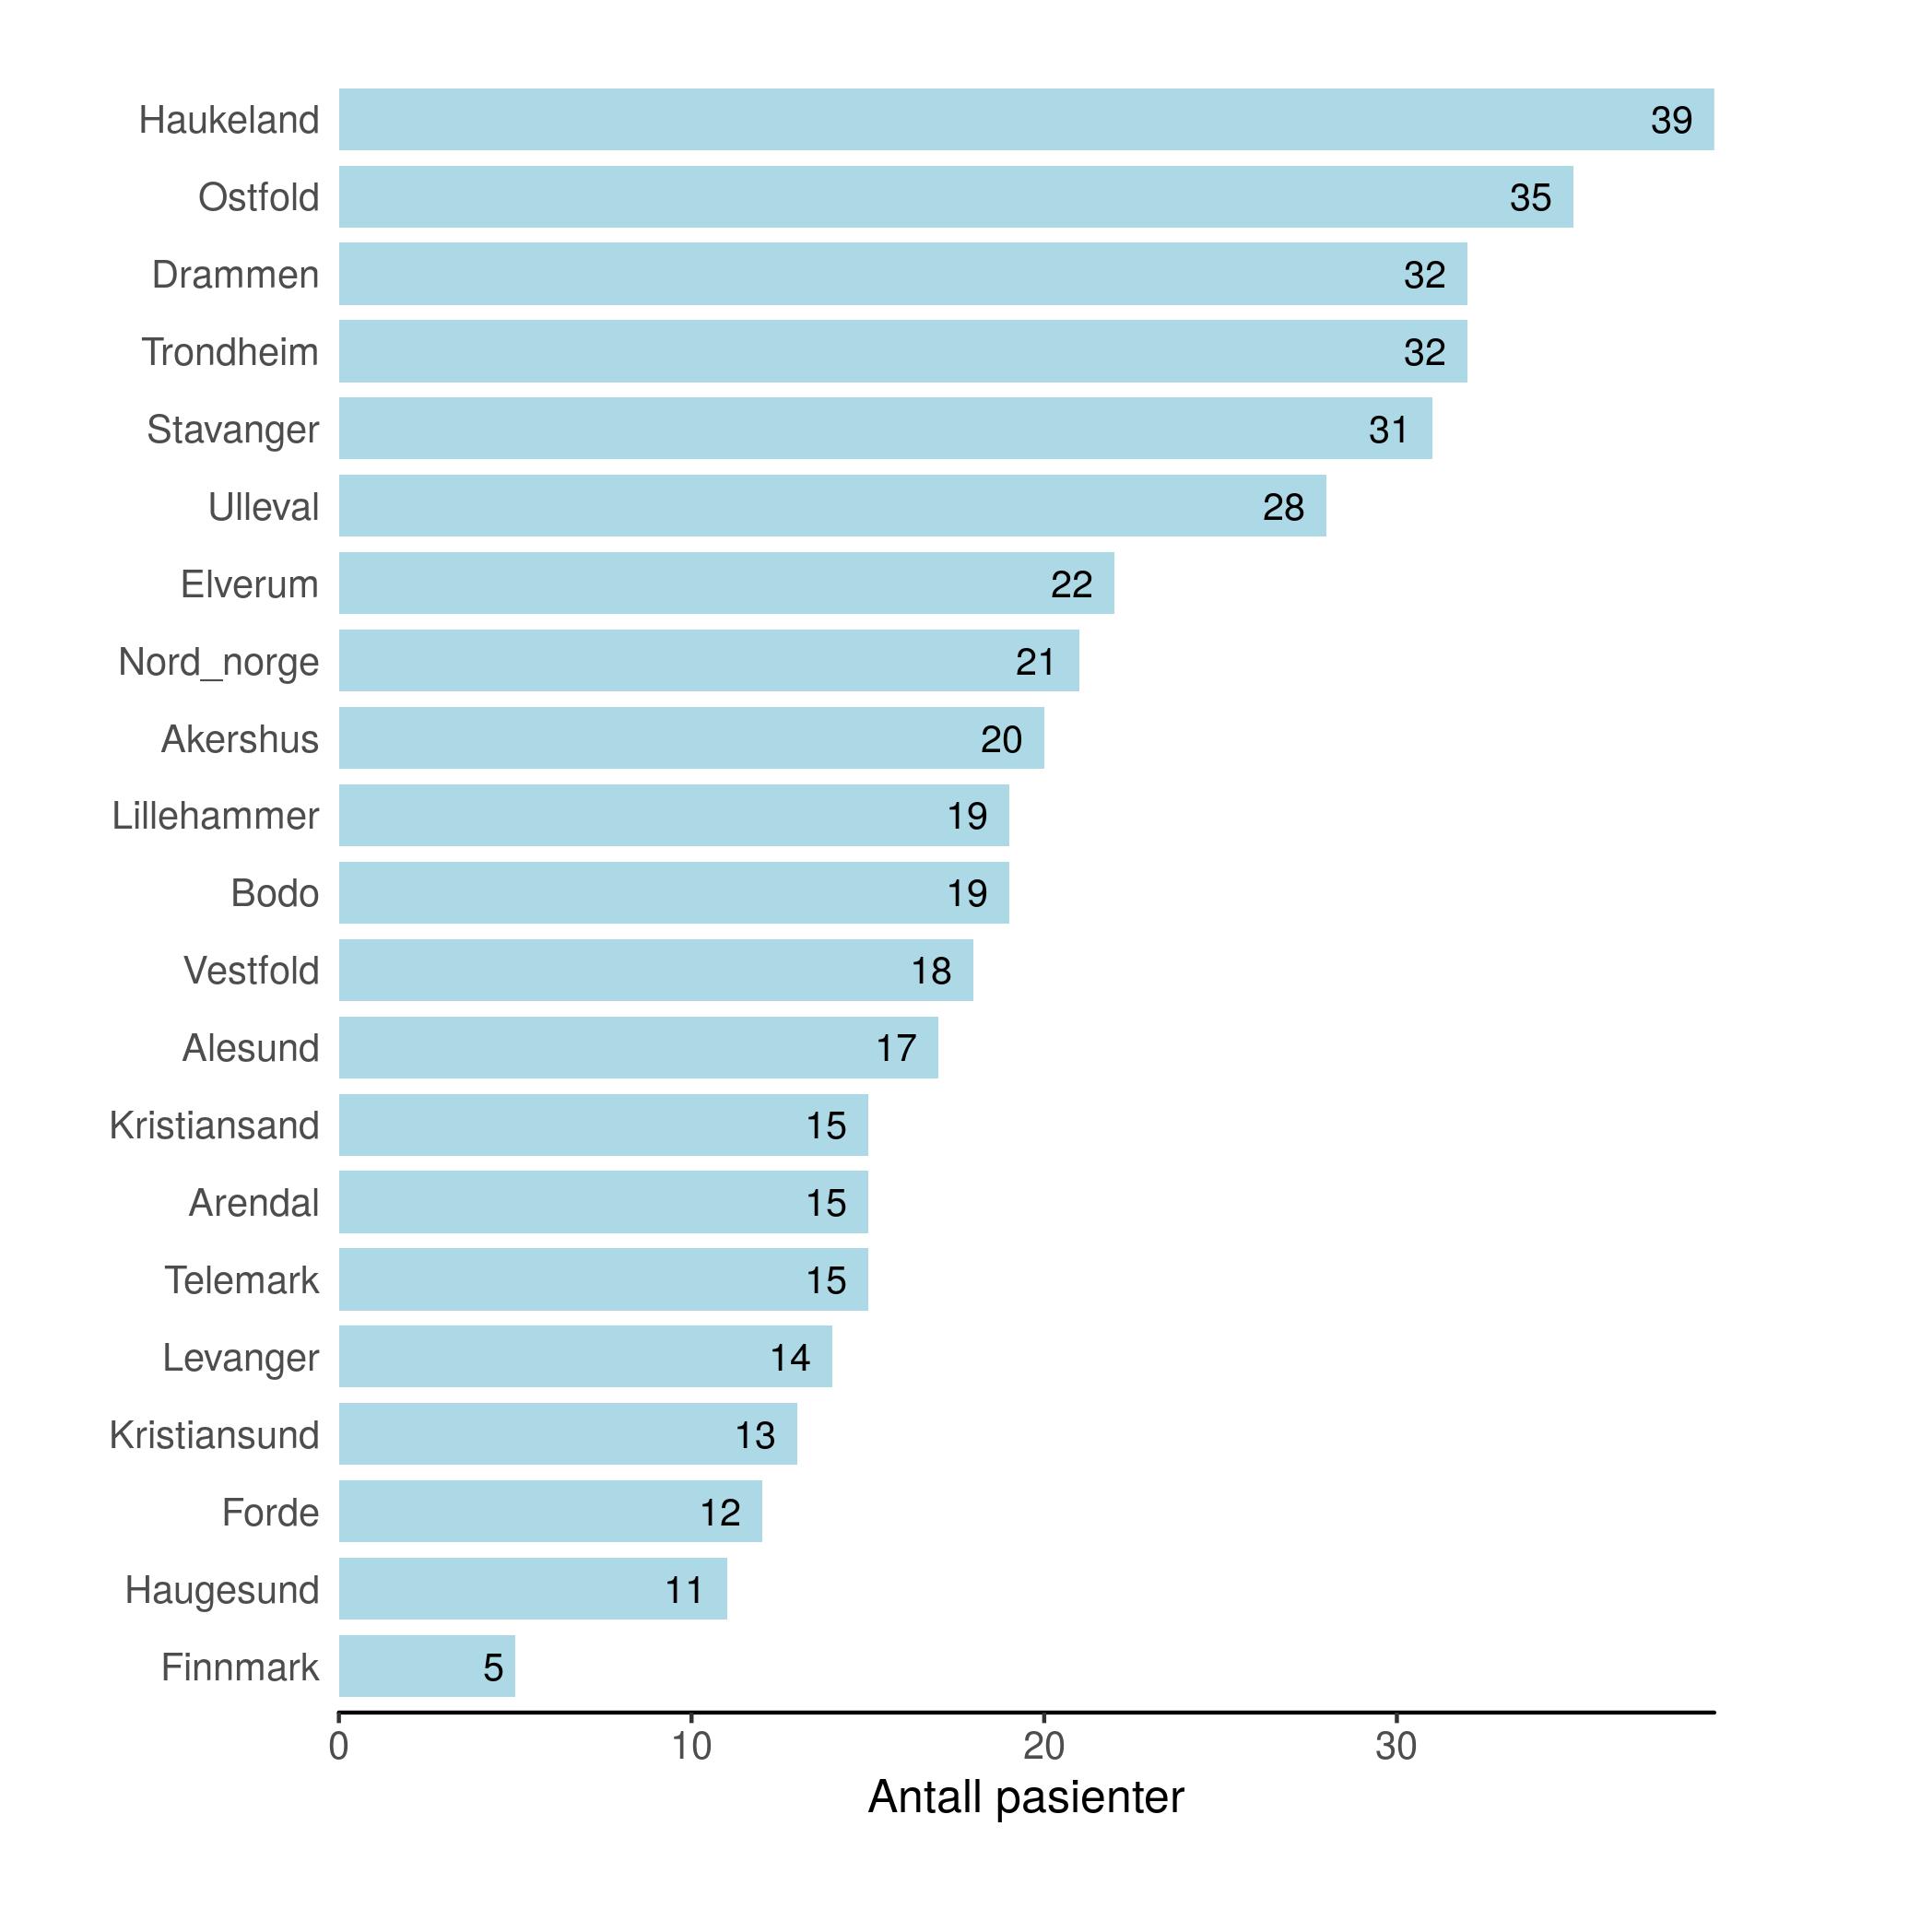 Haukeland 39
Ostfold 35
Drammen 32
Trondheim 32
Stavanger 31
Ulleval 28
Elverum 22
Nord_norge 21
Akershus 20
Lillehammer 19
Bodo 19
Vestfold 18
Alesund 17
Kristiansand 15
Arendal 15
Telemark 15
Levanger 14
Kristiansund 13
Forde 12
Haugesund 11
Finnmark 5
0 10 20 30
Antall pasienter